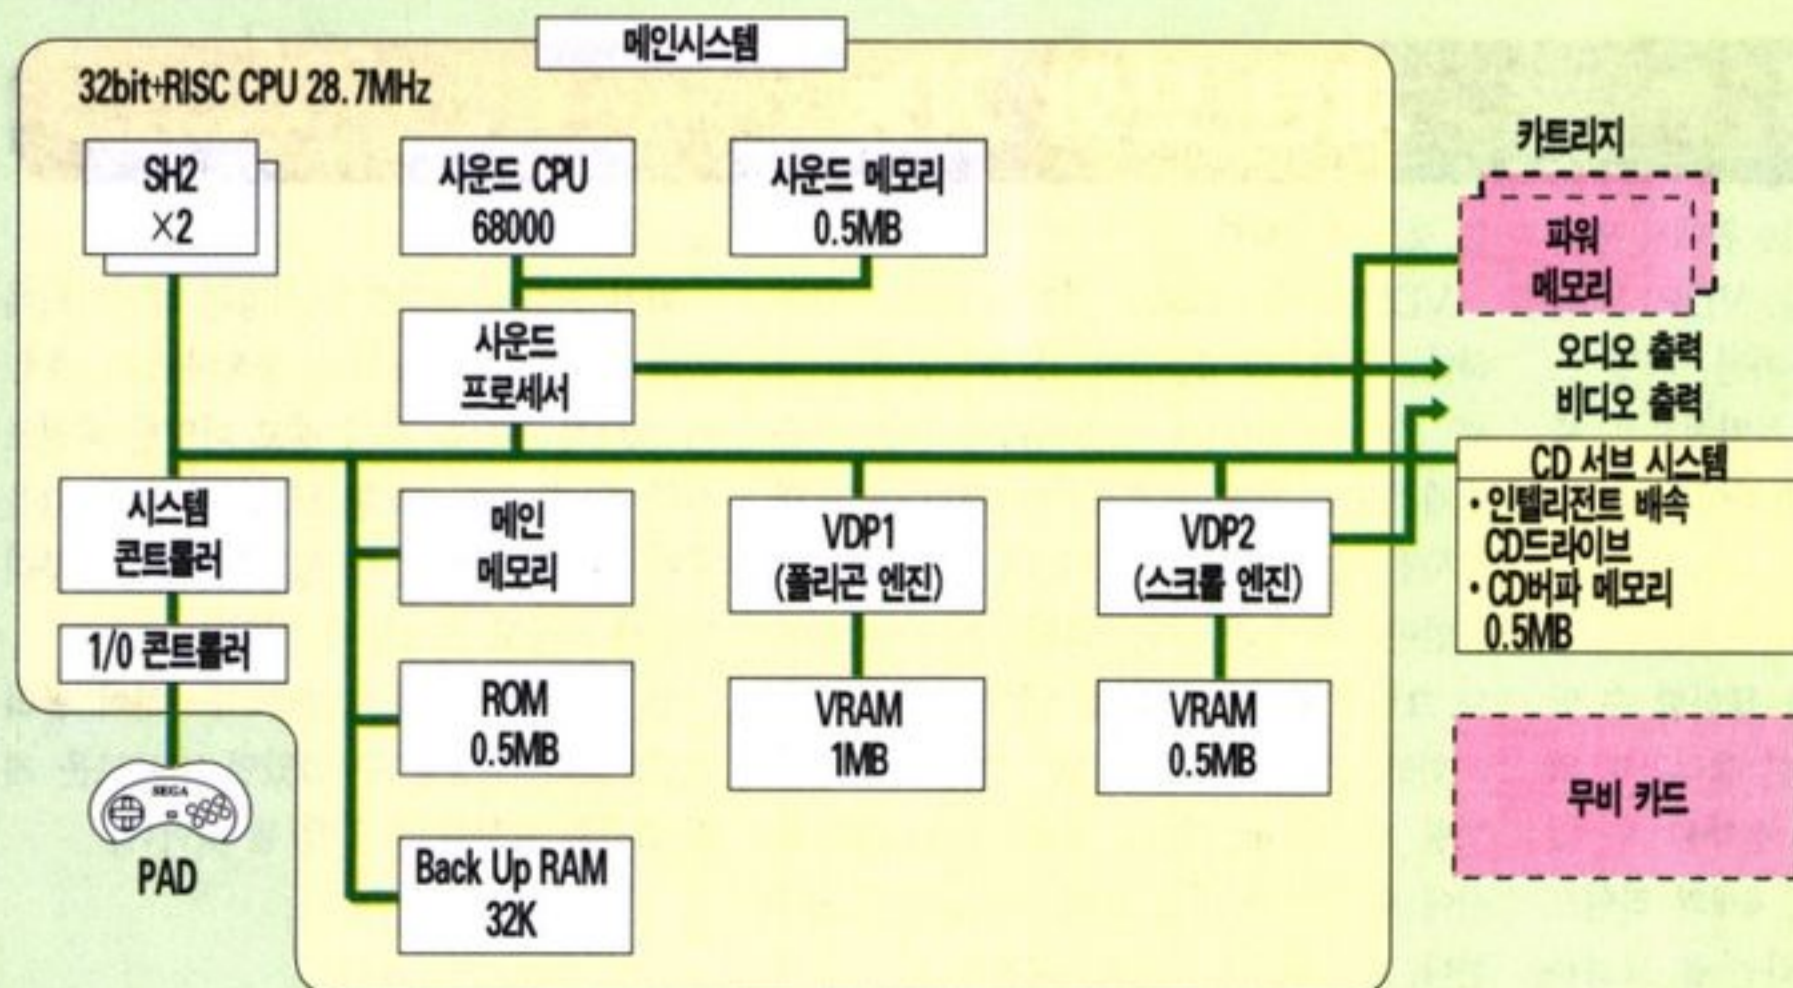 메인시스템
32bit+RISC CPU 28.7MHz
SH2
×2
사운드 CPU
68000
사운드 메모리
0.5MB
카트리지
파워
메모리
사운드
프로세서
오디오 출력
비디오 출력
시스템
콘트롤러
1/0 콘트롤러
SEGA
PAD
메인
메모리
ROM
0.5MB
Back Up RAM
32K
VDP1
(폴리곤 엔진)
VRAM
1MB
VDP2
(스크롤 엔진)
VRAM
0.5MB
CD 서브 시스템
・인텔리전트 배속
CD드라이브
・CD버파 메모리
0.5MB
무비 카드